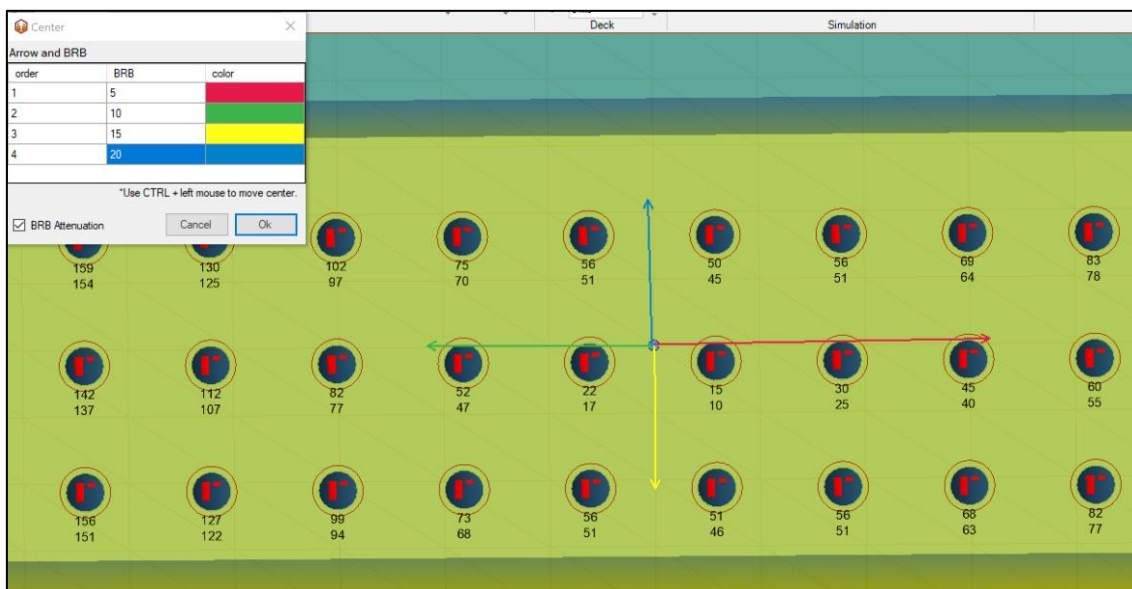 Center
Deck
Simulation
Arrow and BRB
order BRB color
1 5
2 10
3 15
4 20
*Use CTRL + left mouse to move center.
BRB Attenuation Cancel Ok
159 130 102 75 56 50 56 69 83
154 125 97 70 51 45 51 64 78
142 112 82 52 22 15 30 45 60
137 107 77 47 17 10 25 40 55
156 127 99 73 56 51 56 68 82
151 122 94 68 51 46 51 63 77